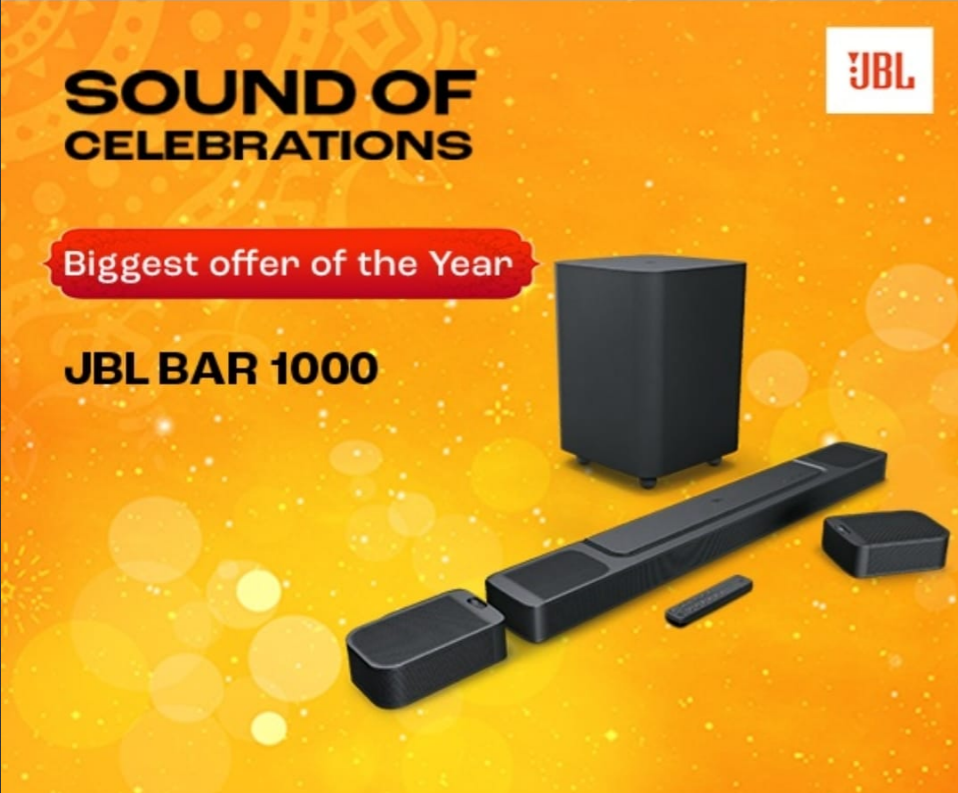 SOUND OF
CELEBRATIONS
JBL
Biggest offer of the Year
JBL BAR 1000